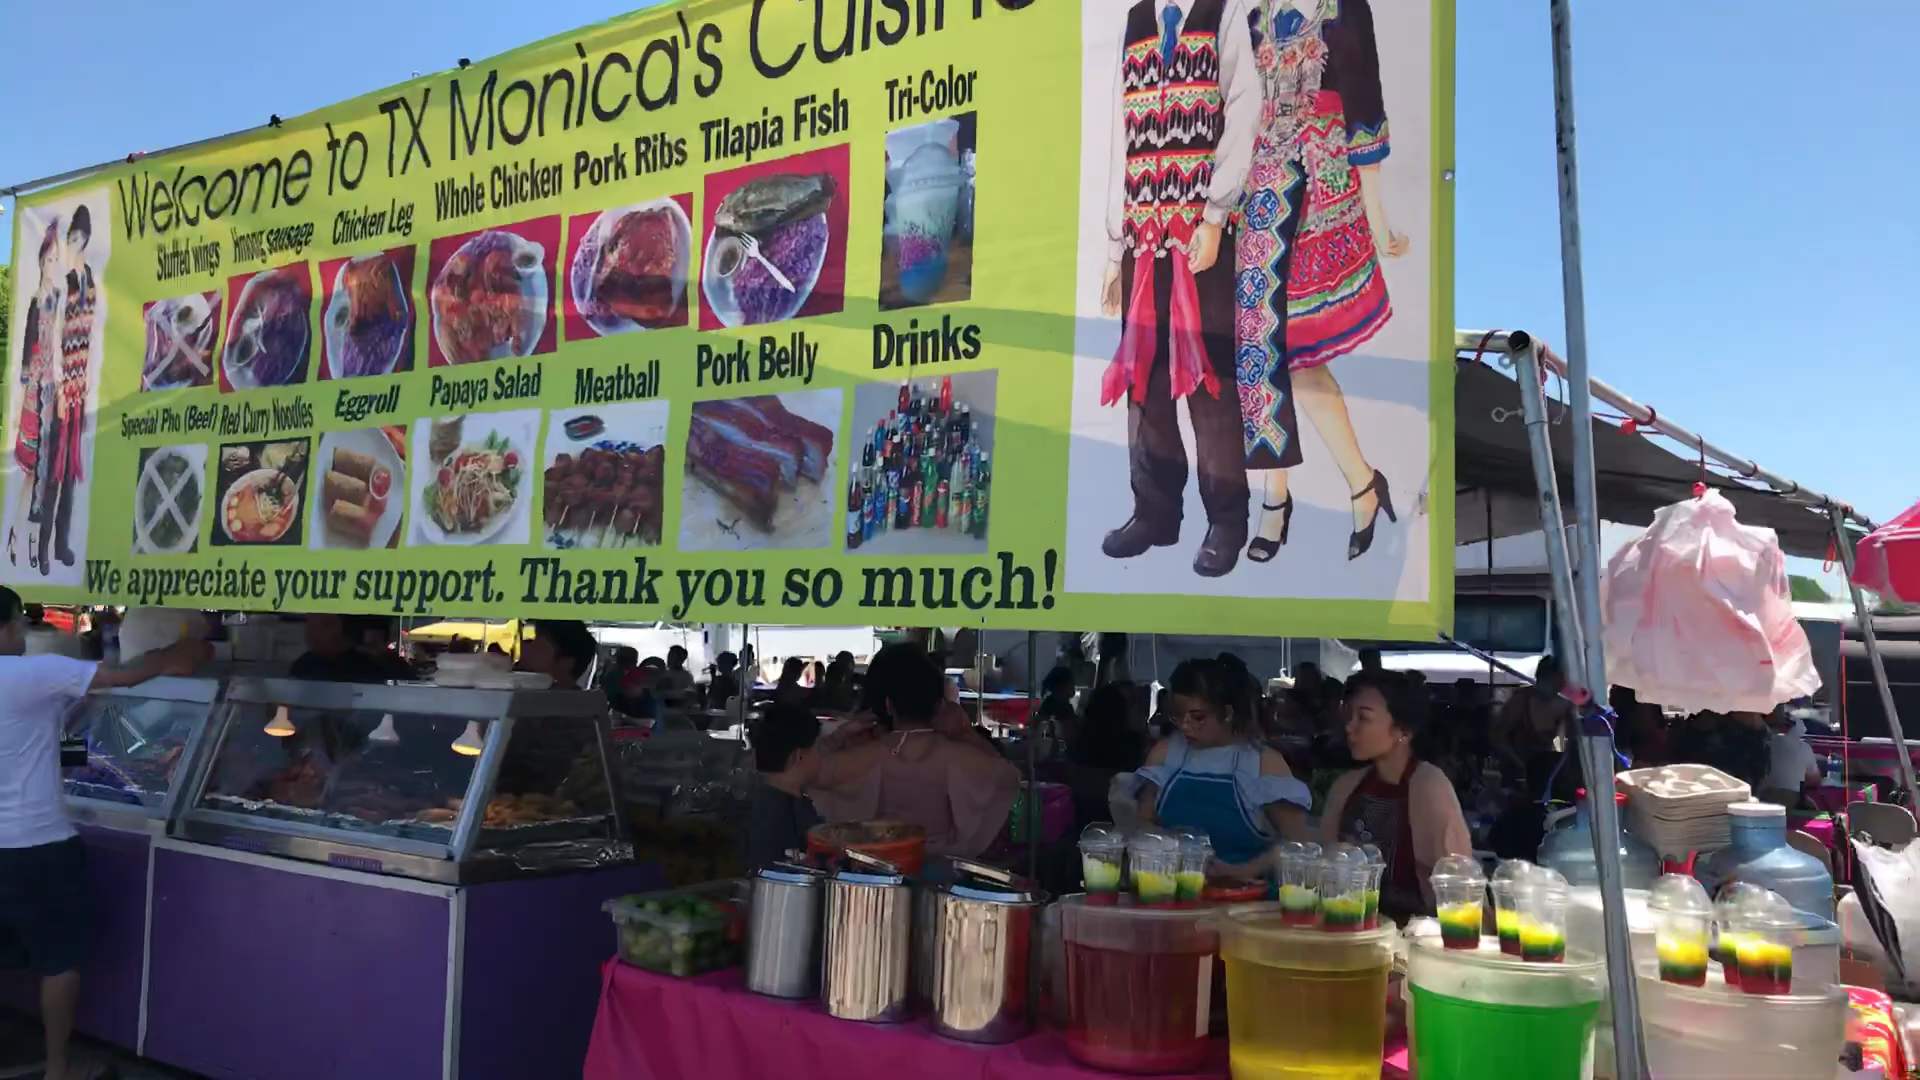 Welcome to TX Monica's Cuisine
Stuffed wings
Hmong sausage
Chicken Leg
Whole Chicken
Pork Ribs
Tilapia Fish
Tri-Color
Special Pho (Beef)
Red Curry Noodles
Eggroll
Papaya Salad
Meatball
Pork Belly
Drinks
We appreciate your support. Thank you so much!